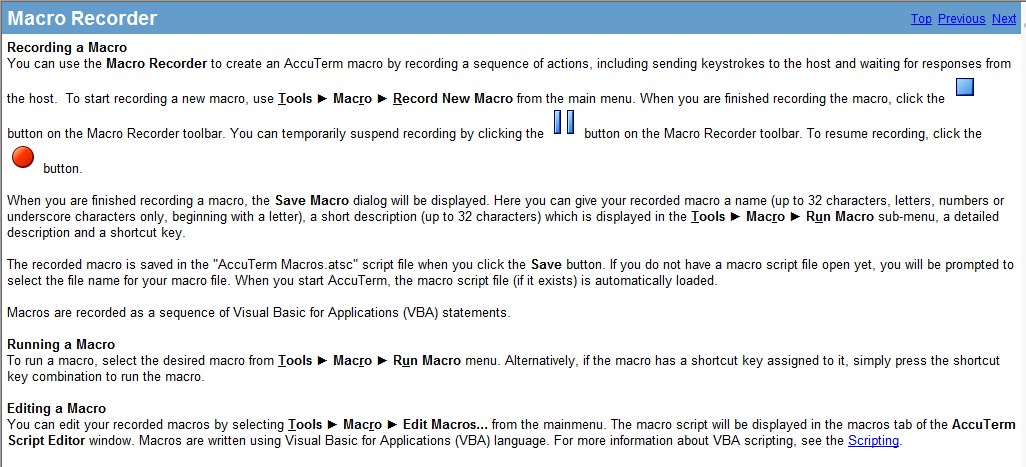 Macro Recorder
Top Previous Next
Recording a Macro
You can use the Macro Recorder to create an AccuTerm macro by recording a sequence of actions, including sending keystrokes to the host and waiting for responses from
the host. To start recording a new macro, use Tools ► Macro ► Record New Macro from the main menu. When you are finished recording the macro, click the
button on the Macro Recorder toolbar. You can temporarily suspend recording by clicking the button on the Macro Recorder toolbar. To resume recording, click the
button.
When you are finished recording a macro, the Save Macro dialog will be displayed. Here you can give your recorded macro a name (up to 32 characters, letters, numbers or
underscore characters only, beginning with a letter), a short description (up to 32 characters) which is displayed in the Tools ► Macro ► Run Macro sub-menu, a detailed
description and a shortcut key.
The recorded macro is saved in the "AccuTerm Macros.atsc" script file when you click the Save button. If you do not have a macro script file open yet, you will be prompted to
select the file name for your macro file. When you start AccuTerm, the macro script file (if it exists) is automatically loaded.
Macros are recorded as a sequence of Visual Basic for Applications (VBA) statements.
Running a Macro
To run a macro, select the desired macro from Tools ► Macro ► Run Macro menu. Alternatively, if the macro has a shortcut key assigned to it, simply press the shortcut
key combination to run the macro.
Editing a Macro
You can edit your recorded macros by selecting Tools ► Macro ► Edit Macros... from the mainmenu. The macro script will be displayed in the macros tab of the AccuTerm
Script Editor window. Macros are written using Visual Basic for Applications (VBA) language. For more information about VBA scripting, see the Scripting.